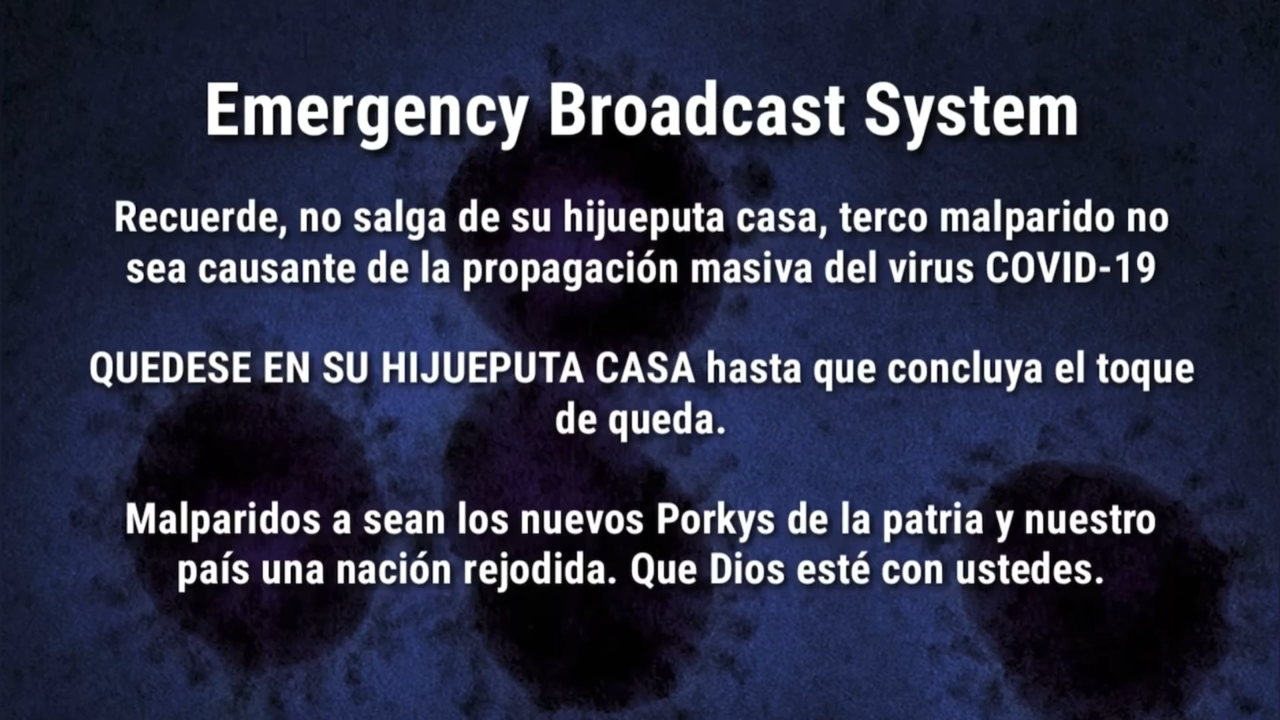 Emergency Broadcast System
Recuerde, no salga de su hijueputa casa, terco malparido no
sea causante de la propagación masiva del virus COVID-19
QUEDESE EN SU HIJUEPUTA CASA hasta que concluya el toque
de queda.
Malparidos a sean los nuevos Porkys de la patria y nuestro
país una nación rejodida. Que Dios esté con ustedes.